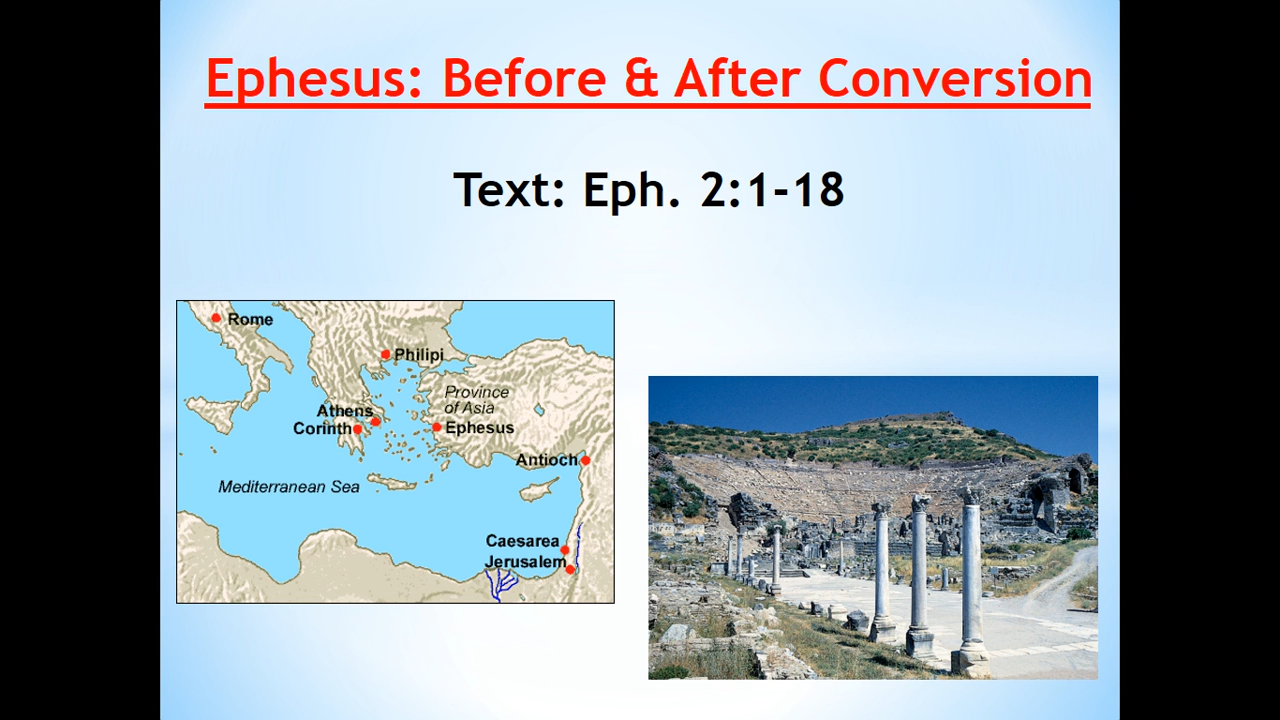 Ephesus: Before & After Conversion
Text: Eph. 2:1-18
Rome
Philipi
Province
of Asia
Athens
Corinth
Ephesus
Antioch
Mediterranean Sea
Caesarea
Jerusalem